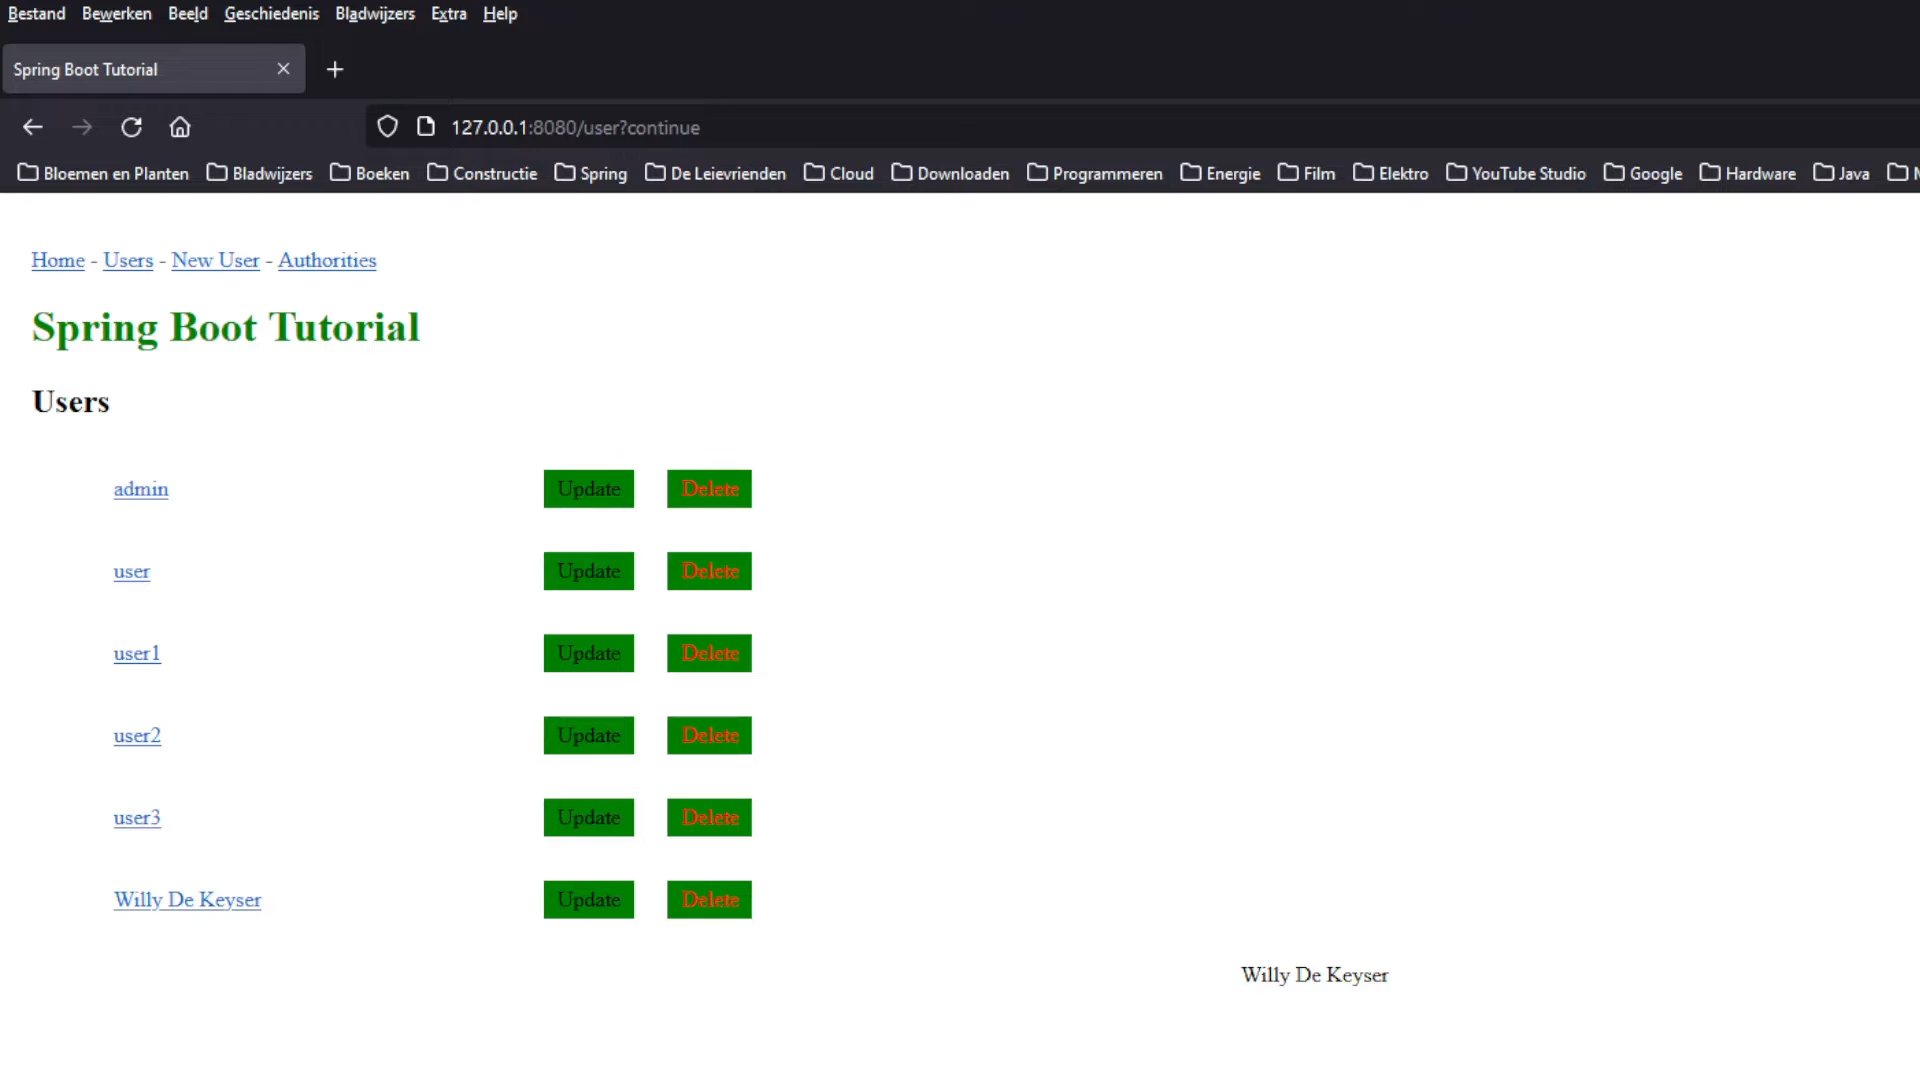 Bestand Bewerken Beeld Geschiedenis Bladwijzers Extra Help
Spring Boot Tutorial
127.0.0.1:8080/user?continue
Bloemen en Planten Bladwijzers Boeken Constructie Spring De Leievrienden Cloud Downloaden Programmeren Energie Film Elektro YouTube Studio Google Hardware Java
Home - Users - New User - Authorities
Spring Boot Tutorial
Users
admin Update Delete
user Update Delete
user1 Update Delete
user2 Update Delete
user3 Update Delete
Willy De Keyser Update Delete
Willy De Keyser